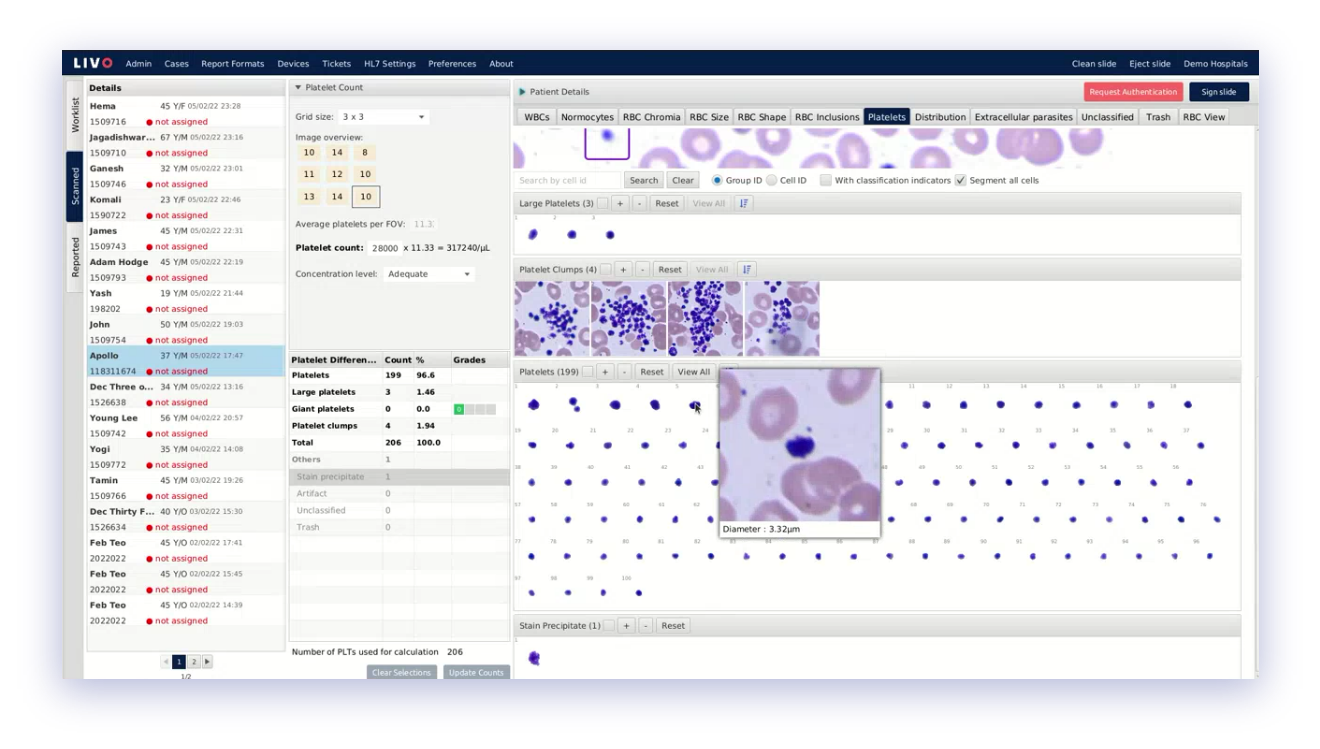 LIVO Admin Cases Report Formats Devices Tickets HL7 Settings Preferences About Clean slide Eject slide Demo Hospitals
Worklist
Scanned
Reported
Details
Hema 45 Y/F 05/02/22 23:28
1509716 not assigned
Jagadishwar... 67 Y/M 05/02/22 23:16
1509710 not assigned
Ganesh 32 Y/M 05/02/22 23:01
1509746 not assigned
Komali 23 Y/F 05/02/22 22:46
1590722 not assigned
James 45 Y/M 05/02/22 22:31
1509743 not assigned
Adam Hodge 45 Y/M 05/02/22 22:19
1509793 not assigned
Yash 19 Y/M 05/02/22 21:44
198202 not assigned
John 50 Y/M 05/02/22 19:03
1509754 not assigned
Apollo 37 Y/M 05/02/22 17:47
118311674 not assigned
Dec Three o... 34 Y/M 05/02/22 13:16
1526638 not assigned
Young Lee 56 Y/M 04/02/22 20:57
1509742 not assigned
Yogi 35 Y/M 04/02/22 14:08
1509772 not assigned
Tamin 45 Y/M 03/02/22 19:26
1509766 not assigned
Dec Thirty F... 40 Y/O 03/02/22 15:30
1526634 not assigned
Feb Teo 45 Y/O 02/02/22 17:41
2022022 not assigned
Feb Teo 45 Y/O 02/02/22 15:45
2022022 not assigned
Feb Teo 45 Y/O 02/02/22 14:39
2022022 not assigned
1 2
1/2
Platelet Count
Grid size: 3 x 3
Image overview:
10 14 8
11 12 10
13 14 10
Average platelets per FOV: 11.3
Platelet count: 28000 x 11.33 = 317240/μL
Concentration level: Adequate
Platelet Differen... Count % Grades
Platelets 199 96.6
Large platelets 3 1.46
Giant platelets 0 0.0 0
Platelet clumps 4 1.94
Total 206 100.0
Others 1
Stain precipitate 1
Artifact 0
Unclassified 0
Trash 0
Number of PLTs used for calculation 206
Clear Selections Update Counts
Patient Details Request Authentication Sign slide
WBCs Normocytes RBC Chromia RBC Size RBC Shape RBC Inclusions Platelets Distribution Extracellular parasites Unclassified Trash RBC View
Search by cell id Search Clear Group ID Cell ID With classification indicators Segment all cells
Large Platelets (3) + - Reset View All
1 2 3
Platelet Clumps (4) + - Reset View All
Platelets (199) + - Reset View All
Diameter : 3.32μm
Stain Precipitate (1) + - Reset